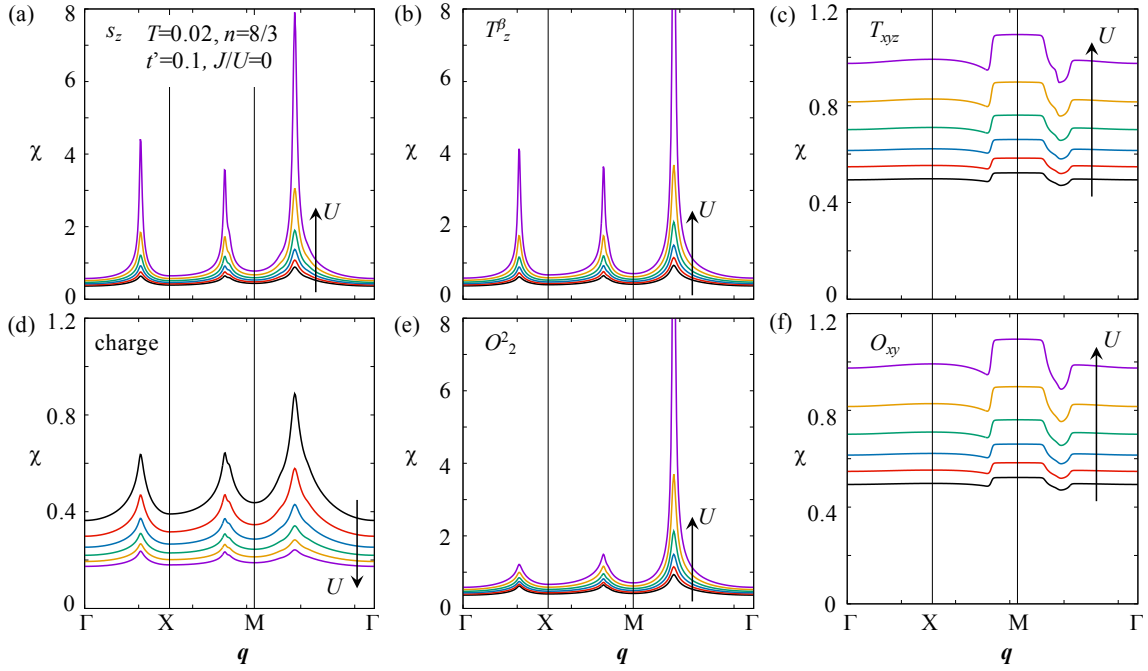 (a)
s_z T=0.02, n=8/3
t'=0.1, J/U=0
8
6
4
2
0
χ
U
(b)
T^β_z
8
6
4
2
0
χ
U
(c)
T_xyz
1.2
0.8
0.4
0
χ
U
(d)
charge
1.2
0.8
0.4
0
χ
U
Γ X M Γ
q
(e)
O^2_2
8
6
4
2
0
χ
U
Γ X M Γ
q
(f)
O_xy
1.2
0.8
0.4
0
χ
U
Γ X M Γ
q